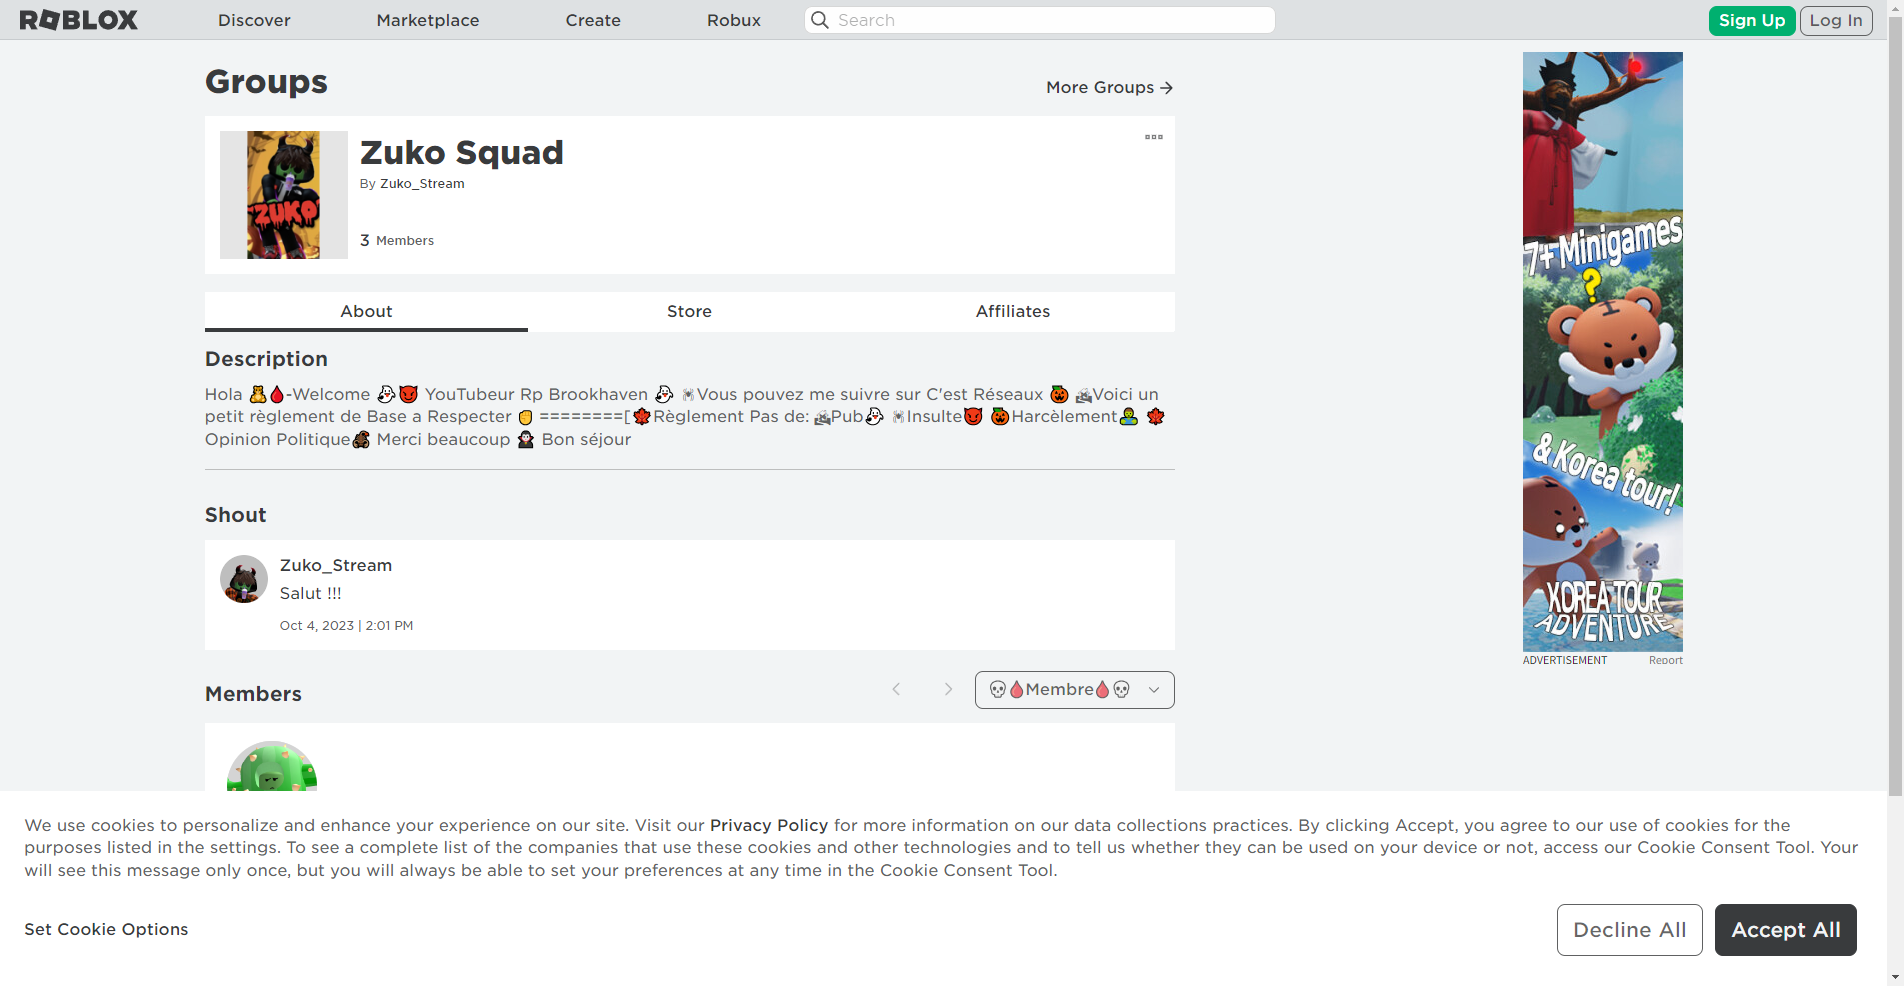 ROBLOX Discover Marketplace Create Robux Search Sign Up Log In
Groups
More Groups →
ZUKO
Zuko Squad
By Zuko_Stream
3 Members
About Store Affiliates
Description
Hola 🐹🩸-Welcome 👻😈 YouTubeur Rp Brookhaven 👻 🕷Vous pouvez me suivre sur C'est Réseaux 🎃 🏚Voici un
petit règlement de Base a Respecter ✊ ========[🍁Règlement Pas de: 🏚Pub👻 🕷Insulte😈 🎃Harcèlement🧟‍♂️ 🍁
Opinion Politique🧸 Merci beaucoup 🧛🏻 Bon séjour
Shout
Zuko_Stream
Salut !!!
Oct 4, 2023 | 2:01 PM
Members
💀🩸Membre🩸💀
7+ Minigames
?
& Korea tour!
KOREA TOUR
ADVENTURE
ADVERTISEMENT Report
We use cookies to personalize and enhance your experience on our site. Visit our Privacy Policy for more information on our data collections practices. By clicking Accept, you agree to our use of cookies for the
purposes listed in the settings. To see a complete list of the companies that use these cookies and other technologies and to tell us whether they can be used on your device or not, access our Cookie Consent Tool. Your
will see this message only once, but you will always be able to set your preferences at any time in the Cookie Consent Tool.
Set Cookie Options
Decline All
Accept All